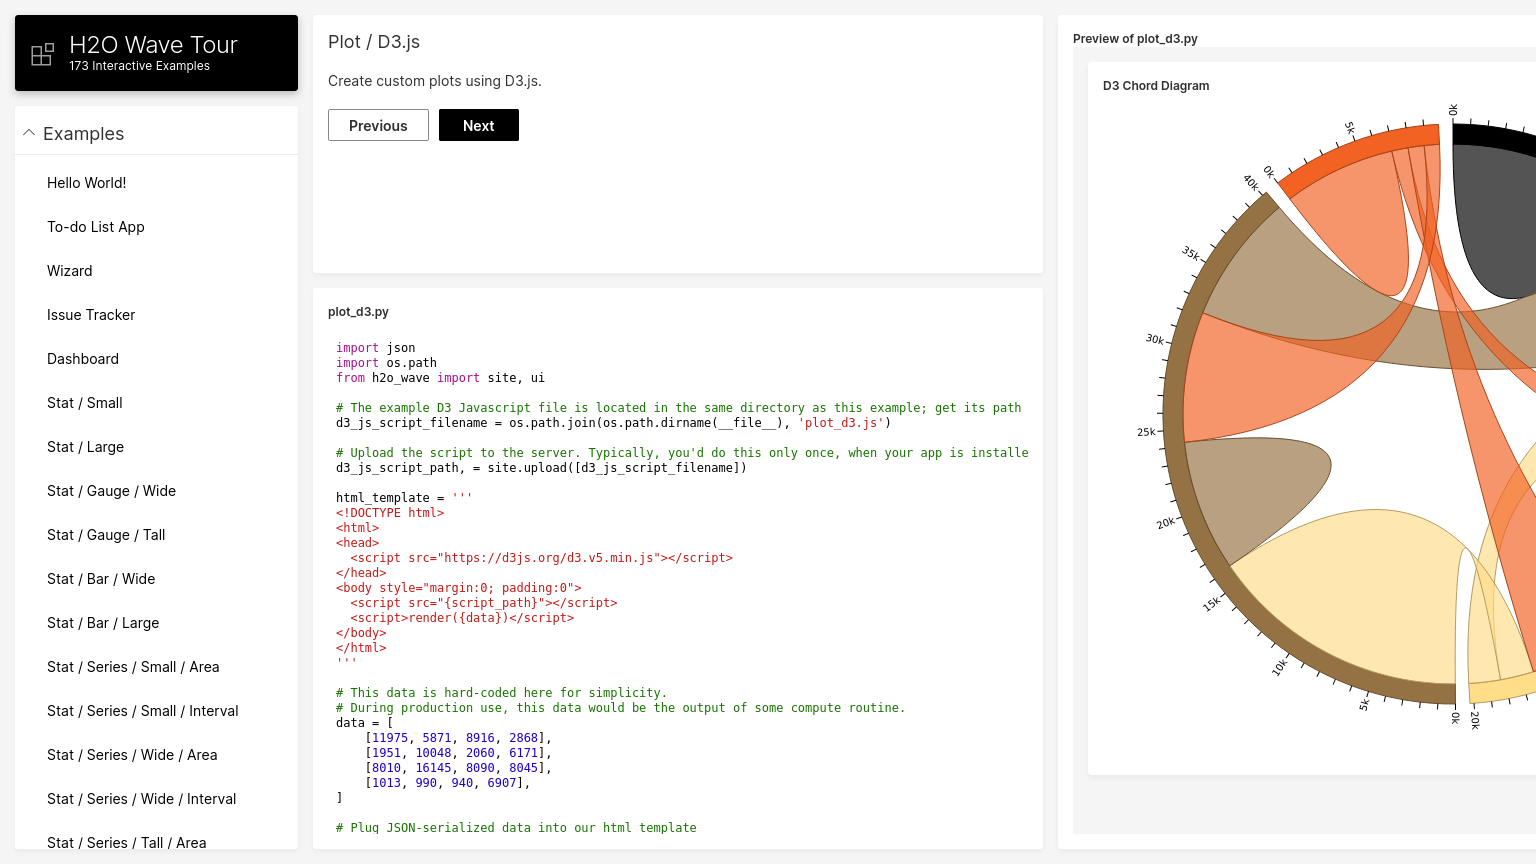 H2O Wave Tour
173 Interactive Examples
Examples
Hello World!
To-do List App
Wizard
Issue Tracker
Dashboard
Stat / Small
Stat / Large
Stat / Gauge / Wide
Stat / Gauge / Tall
Stat / Bar / Wide
Stat / Bar / Large
Stat / Series / Small / Area
Stat / Series / Small / Interval
Stat / Series / Wide / Area
Stat / Series / Wide / Interval
Stat / Series / Tall / Area
Plot / D3.js
Create custom plots using D3.js.
Previous
Next
plot_d3.py
import json
import os.path
from h2o_wave import site, ui
# The example D3 Javascript file is located in the same directory as this example; get its path
d3_js_script_filename = os.path.join(os.path.dirname(__file__), 'plot_d3.js')
# Upload the script to the server. Typically, you'd do this only once, when your app is installe
d3_js_script_path, = site.upload([d3_js_script_filename])
html_template = '''
<!DOCTYPE html>
<html>
<head>
  <script src="https://d3js.org/d3.v5.min.js"></script>
</head>
<body style="margin:0; padding:0">
  <script src="{script_path}"></script>
  <script>render({data})</script>
</body>
</html>
'''
# This data is hard-coded here for simplicity.
# During production use, this data would be the output of some compute routine.
data = [
    [11975, 5871, 8916, 2868],
    [1951, 10048, 2060, 6171],
    [8010, 16145, 8090, 8045],
    [1013, 990, 940, 6907],
]
# Plug JSON-serialized data into our html template
Preview of plot_d3.py
D3 Chord Diagram
0k
5k
0k
40k
35k
30k
25k
20k
15k
10k
5k
0k
20k